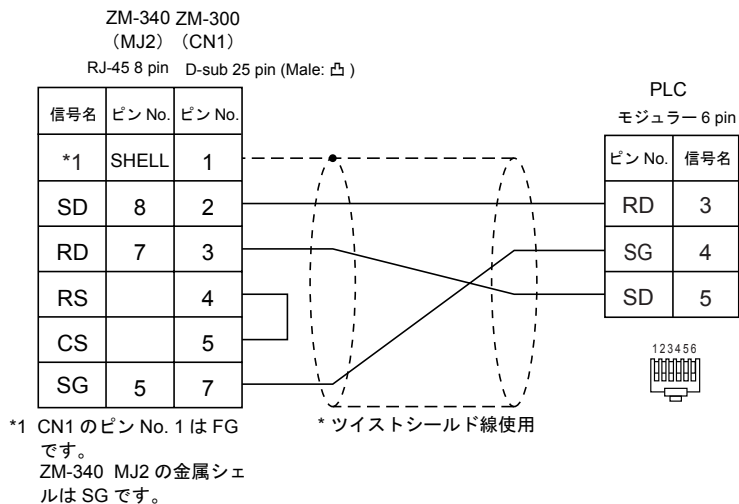 ZM-340 ZM-300
(MJ2) (CN1)
RJ-45 8 pin D-sub 25 pin (Male: 凸)
信号名 ピン No. ピン No.
*1 SHELL 1
SD 8 2
RD 7 3
RS 4
CS 5
SG 5 7
PLC
モジュラー 6 pin
ピン No. 信号名
RD 3
SG 4
SD 5
123456
* ツイストシールド線使用
*1 CN1 のピン No. 1 は FG
です。
ZM-340 MJ2 の金属シェ
ルは SG です。